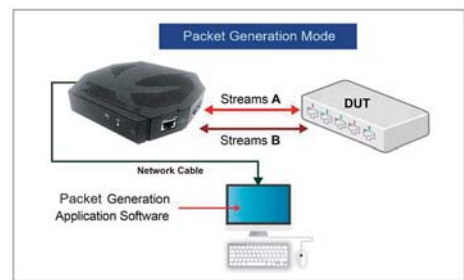 Packet Generation Mode
Streams A
DUT
Streams B
Network Cable
Packet Generation
Application Software